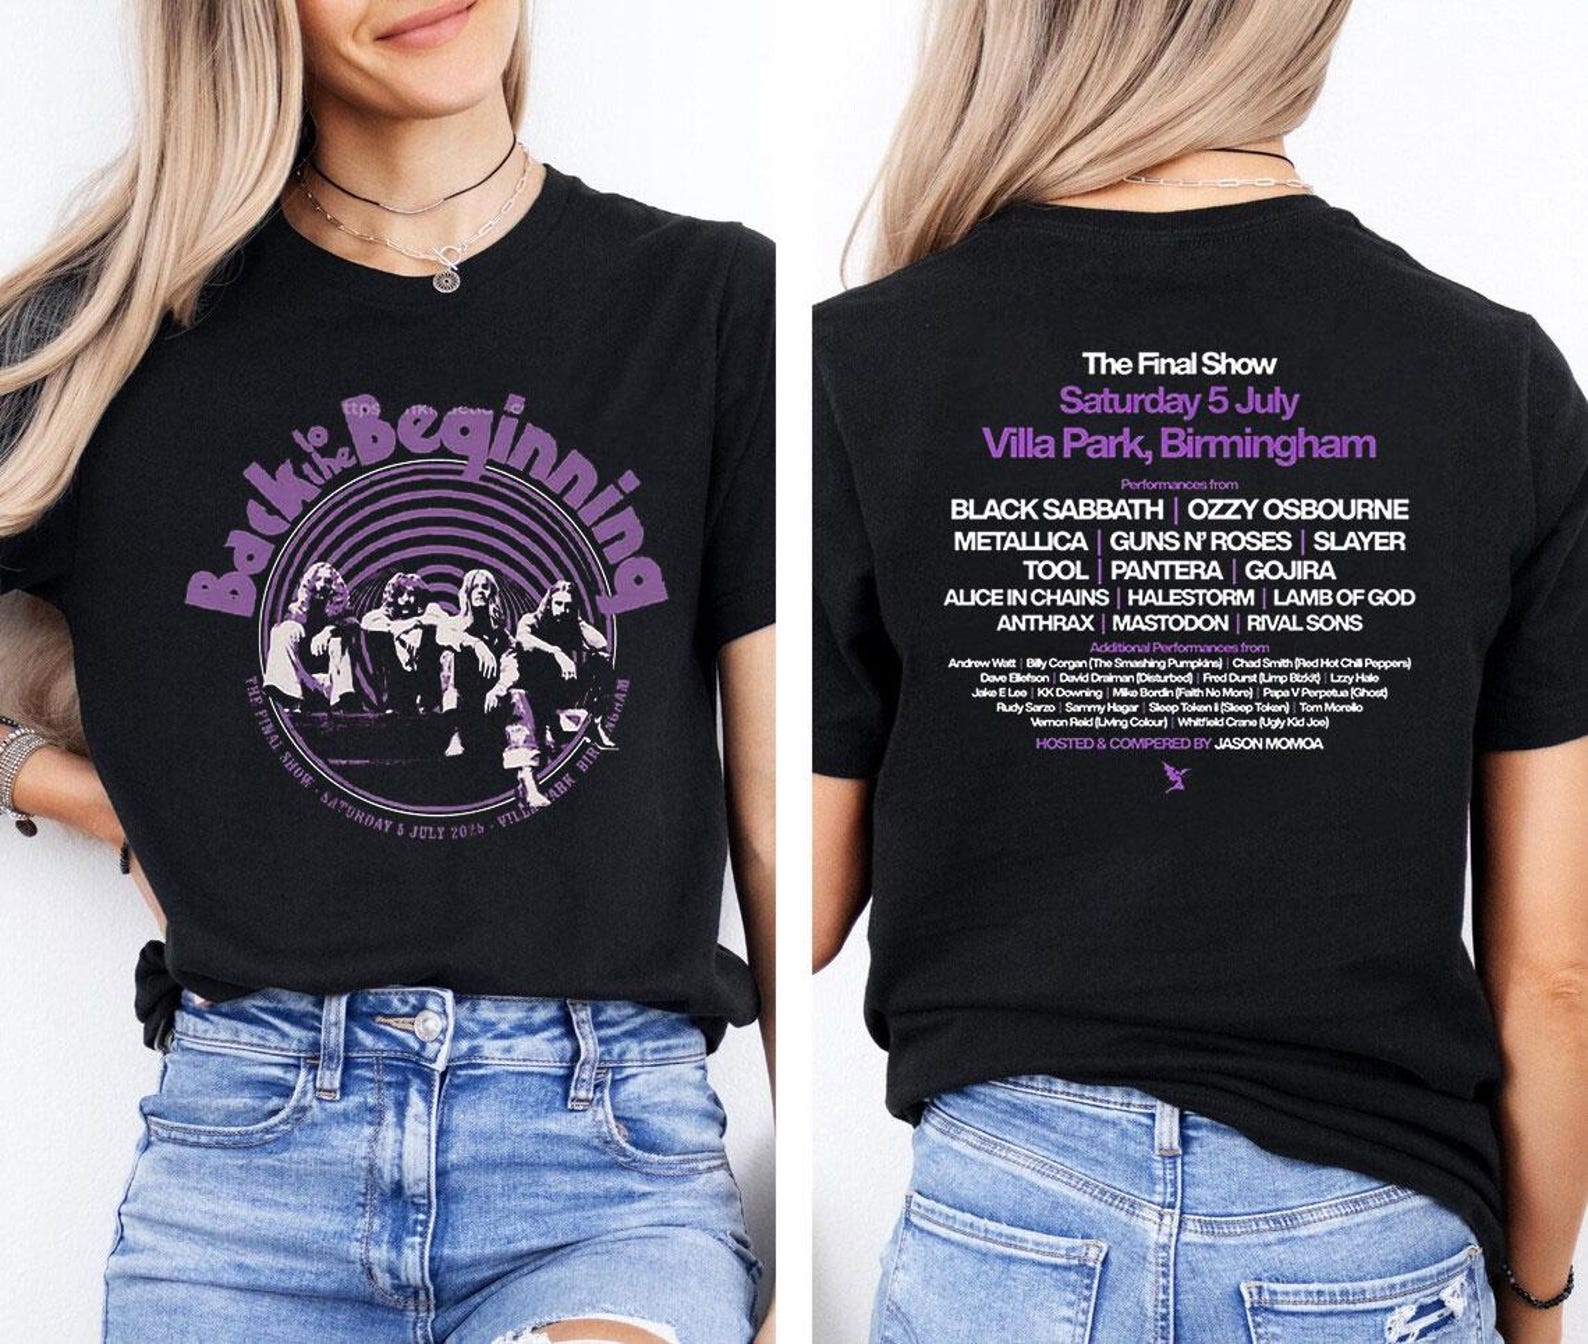 Back to the Beginning
THE FINAL SHOW · SATURDAY 5 JULY 2025 · VILLA PARK BIRMINGHAM
The Final Show
Saturday 5 July
Villa Park, Birmingham
Performances from
BLACK SABBATH | OZZY OSBOURNE
METALLICA | GUNS N' ROSES | SLAYER
TOOL | PANTERA | GOJIRA
ALICE IN CHAINS | HALESTORM | LAMB OF GOD
ANTHRAX | MASTODON | RIVAL SONS
Additional Performances from
Andrew Watt | Billy Corgan (The Smashing Pumpkins) | Chad Smith (Red Hot Chili Peppers)
Dave Ellefson | David Draiman (Disturbed) | Fred Durst (Limp Bizkit) | Lzzy Hale
Jake E Lee | KK Downing | Mike Bordin (Faith No More) | Papa V Perpetua (Ghost)
Rudy Sarzo | Sammy Hagar | Sleep Token ii (Sleep Token) | Tom Morello
Vernon Reid (Living Colour) | Whitfield Crane (Ugly Kid Joe)
HOSTED & COMPERED BY JASON MOMOA